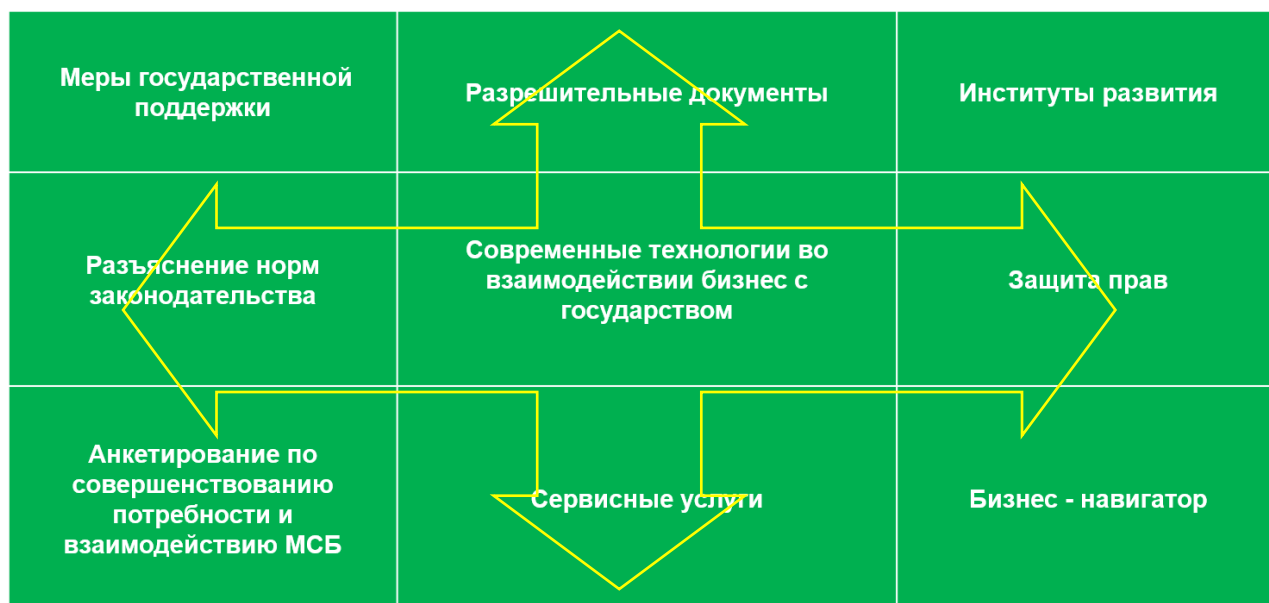 Меры государственной
поддержки
Разрешительные документы
Институты развития
Разъяснение норм
законодательства
Современные технологии во
взаимодействии бизнес с
государством
Защита прав
Анкетирование по
совершенствованию
потребности и
взаимодействию МСБ
Сервисные услуги
Бизнес - навигатор